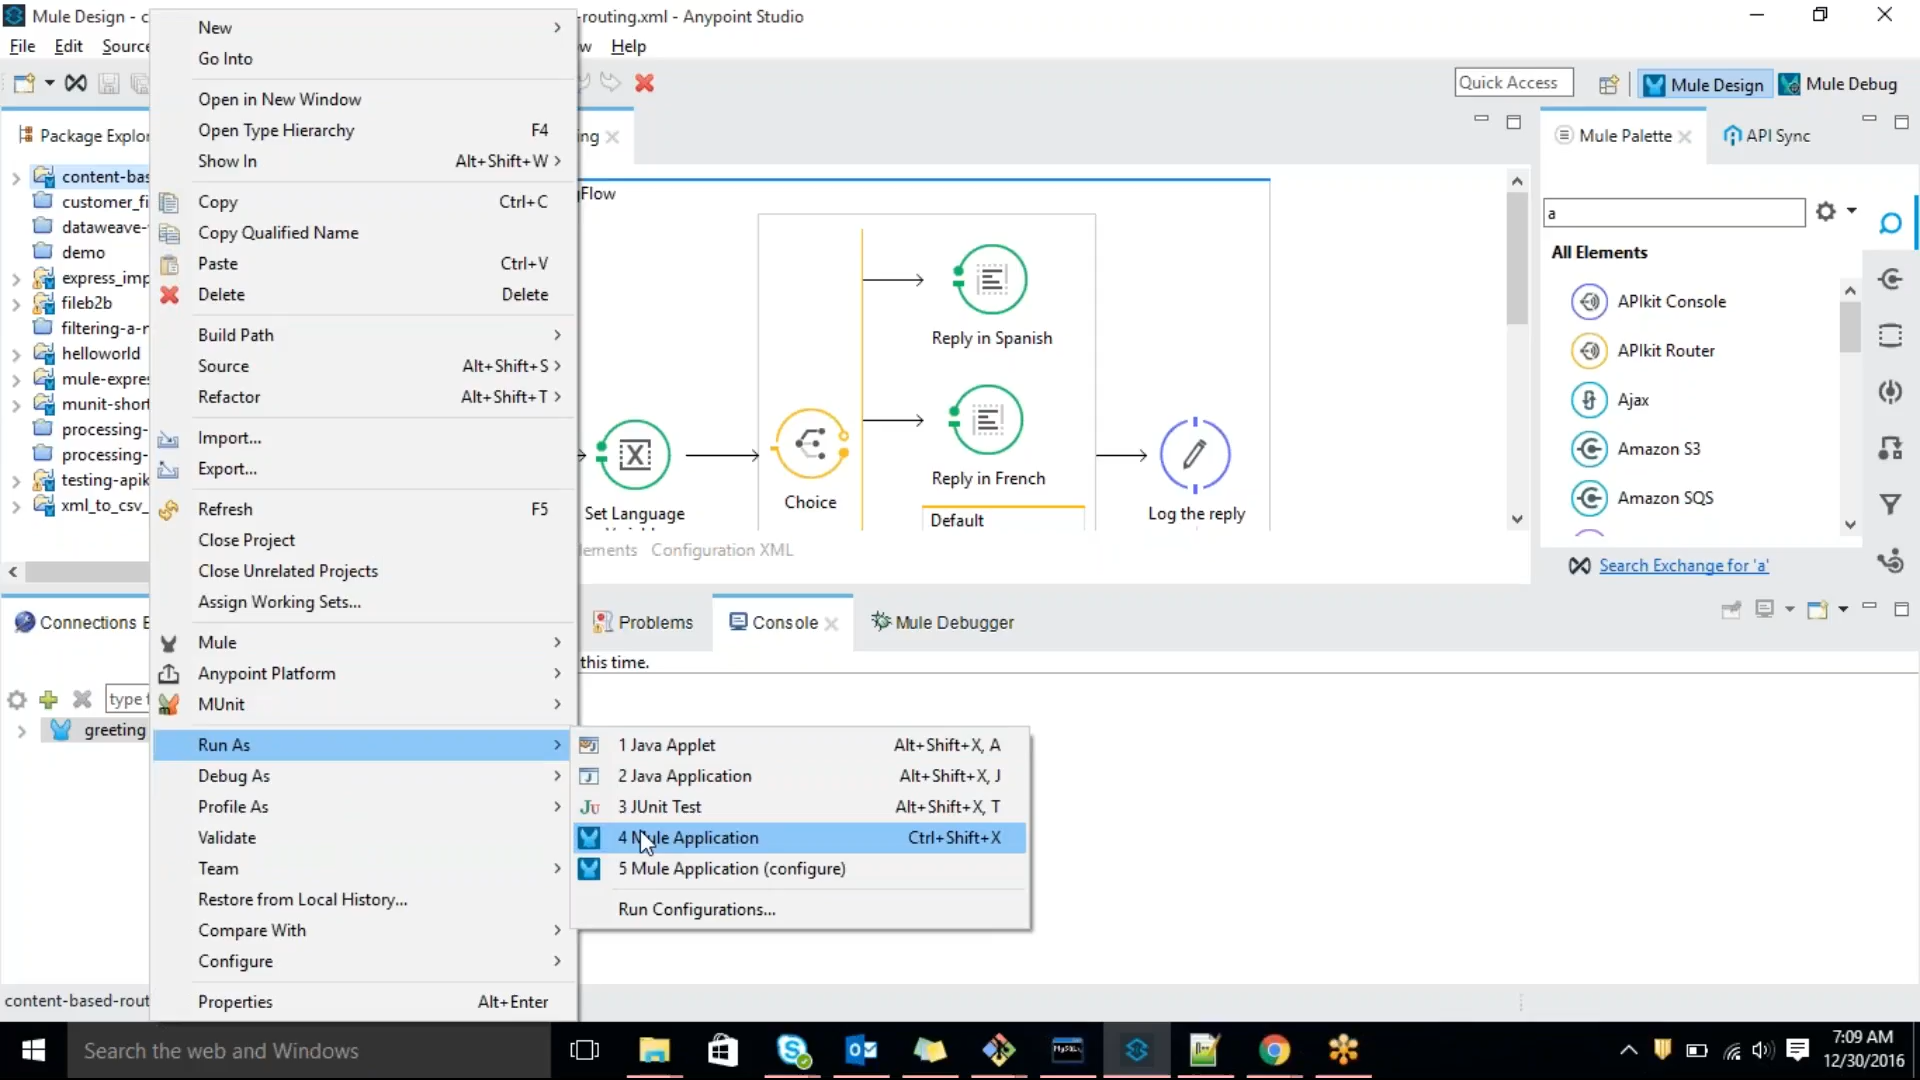 Mule Design - c
-routing.xml - Anypoint Studio
File Edit Source
w Help
Quick Access
Mule Design
Mule Debug
Package Explor
content-bas
customer_fi
dataweave-
demo
express_imp
fileb2b
filtering-a-r
helloworld
mule-expres
munit-short
processing-
processing-
testing-apik
xml_to_csv_
New
Go Into
Open in New Window
Open Type Hierarchy F4
Show In Alt+Shift+W
Copy Ctrl+C
Copy Qualified Name
Paste Ctrl+V
Delete Delete
Build Path
Source Alt+Shift+S
Refactor Alt+Shift+T
Import...
Export...
Refresh F5
Close Project
Close Unrelated Projects
Assign Working Sets...
Mule
Anypoint Platform
MUnit
Run As
Debug As
Profile As
Validate
Team
Restore from Local History...
Compare With
Configure
Properties Alt+Enter
1 Java Applet Alt+Shift+X, A
2 Java Application Alt+Shift+X, J
3 JUnit Test Alt+Shift+X, T
4 Mule Application Ctrl+Shift+X
5 Mule Application (configure)
Run Configurations...
ng
Flow
Reply in Spanish
Reply in French
Set Language
Choice
Default
Log the reply
lements Configuration XML
Mule Palette
API Sync
a
All Elements
APIkit Console
APIkit Router
Ajax
Amazon S3
Amazon SQS
Search Exchange for 'a'
Connections E
type f
greeting
Problems
Console
Mule Debugger
this time.
content-based-rout
Search the web and Windows
MySQL
7:09 AM
12/30/2016